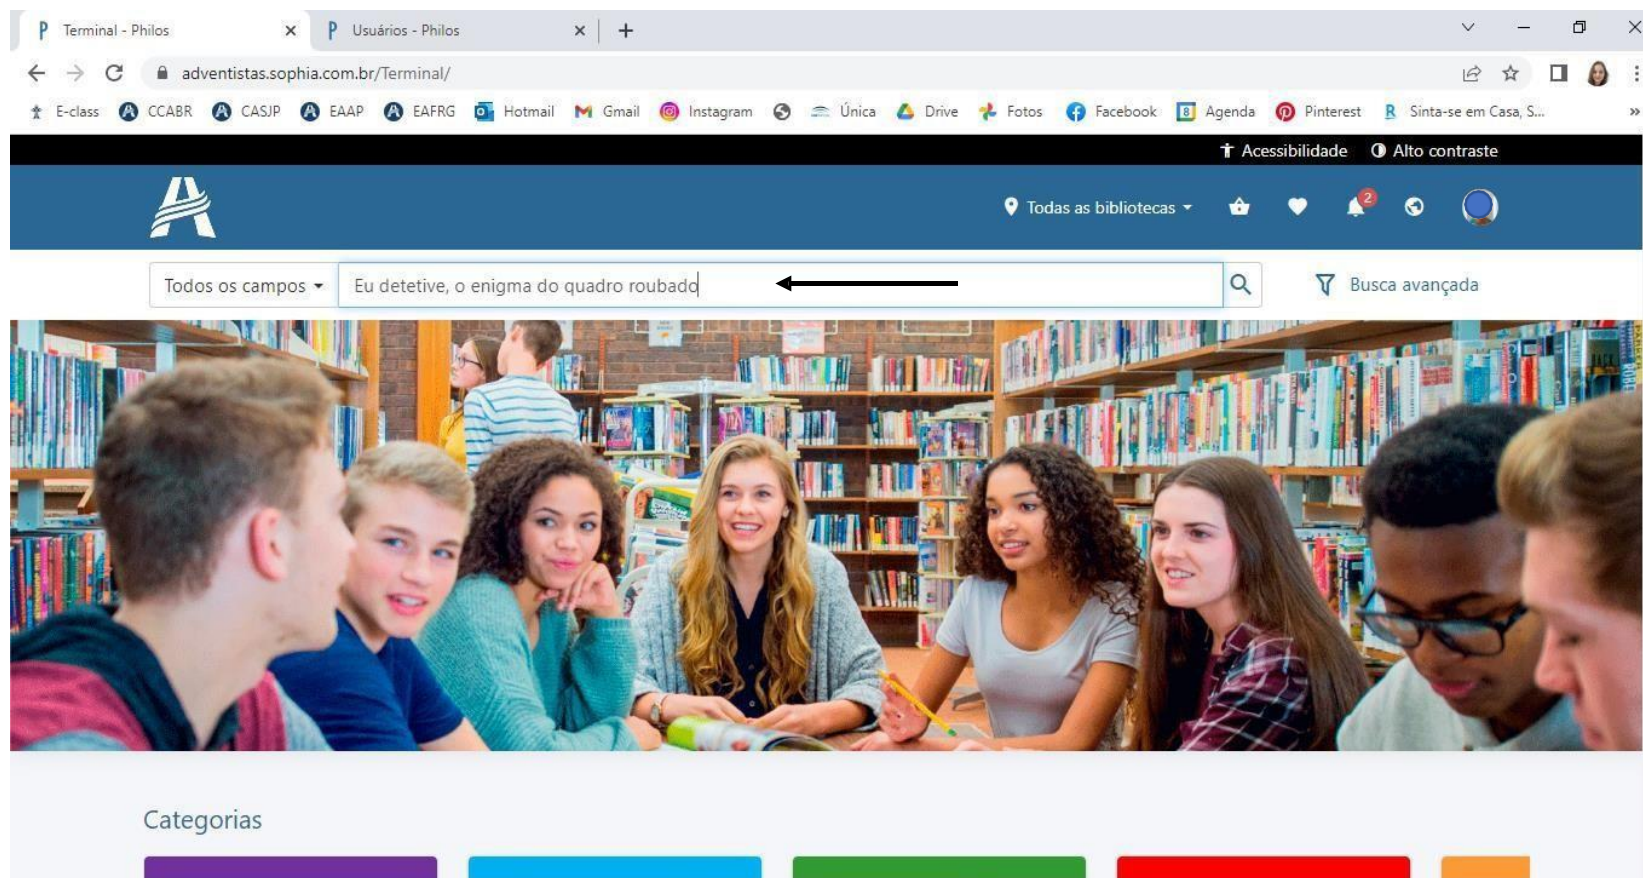 Terminal - Philos
Usuários - Philos
adventistas.sophia.com.br/Terminal/
E-class CCABR CASJP EAAP EAFRG Hotmail Gmail Instagram Única Drive Fotos Facebook Agenda Pinterest Sinta-se em Casa, S...
Acessibilidade Alto contraste
Todas as bibliotecas 2
Todos os campos Eu detetive, o enigma do quadro roubado Busca avançada
Categorias